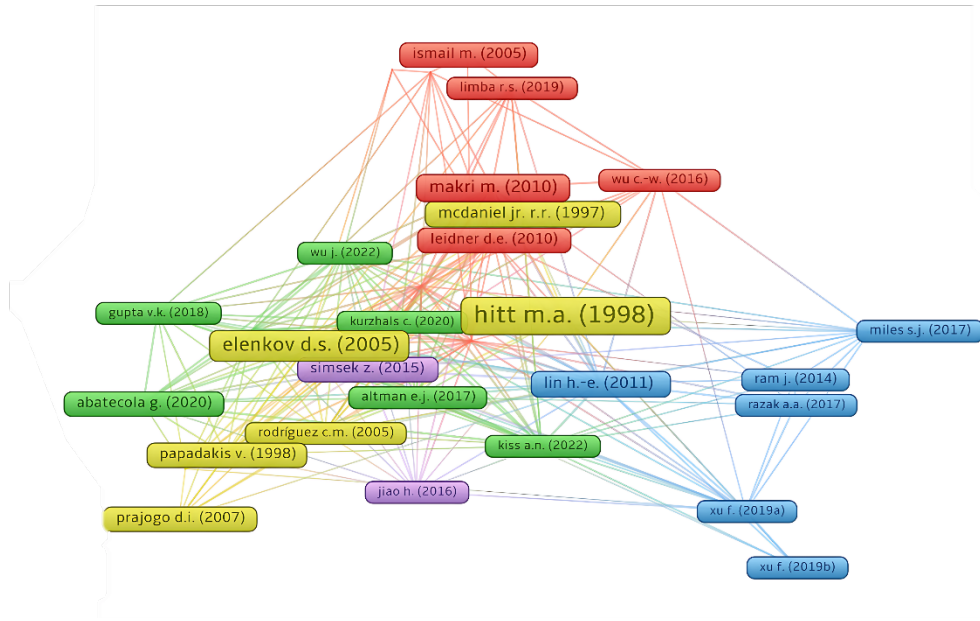 ismail m. (2005)
limba r.s. (2019)
wu c.-w. (2016)
makri m. (2010)
mcdaniel jr. r.r. (1997)
leidner d.e. (2010)
wu j. (2022)
gupta v.k. (2018)
kurzhals c. (2020)
hitt m.a. (1998)
miles s.j. (2017)
elenkov d.s. (2005)
simsek z. (2015)
lin h.-e. (2011)
ram j. (2014)
abatecola g. (2020)
altman e.j. (2017)
razak a.a. (2017)
rodríguez c.m. (2005)
kiss a.n. (2022)
papadakis v. (1998)
jiao h. (2016)
xu f. (2019a)
prajogo d.i. (2007)
xu f. (2019b)